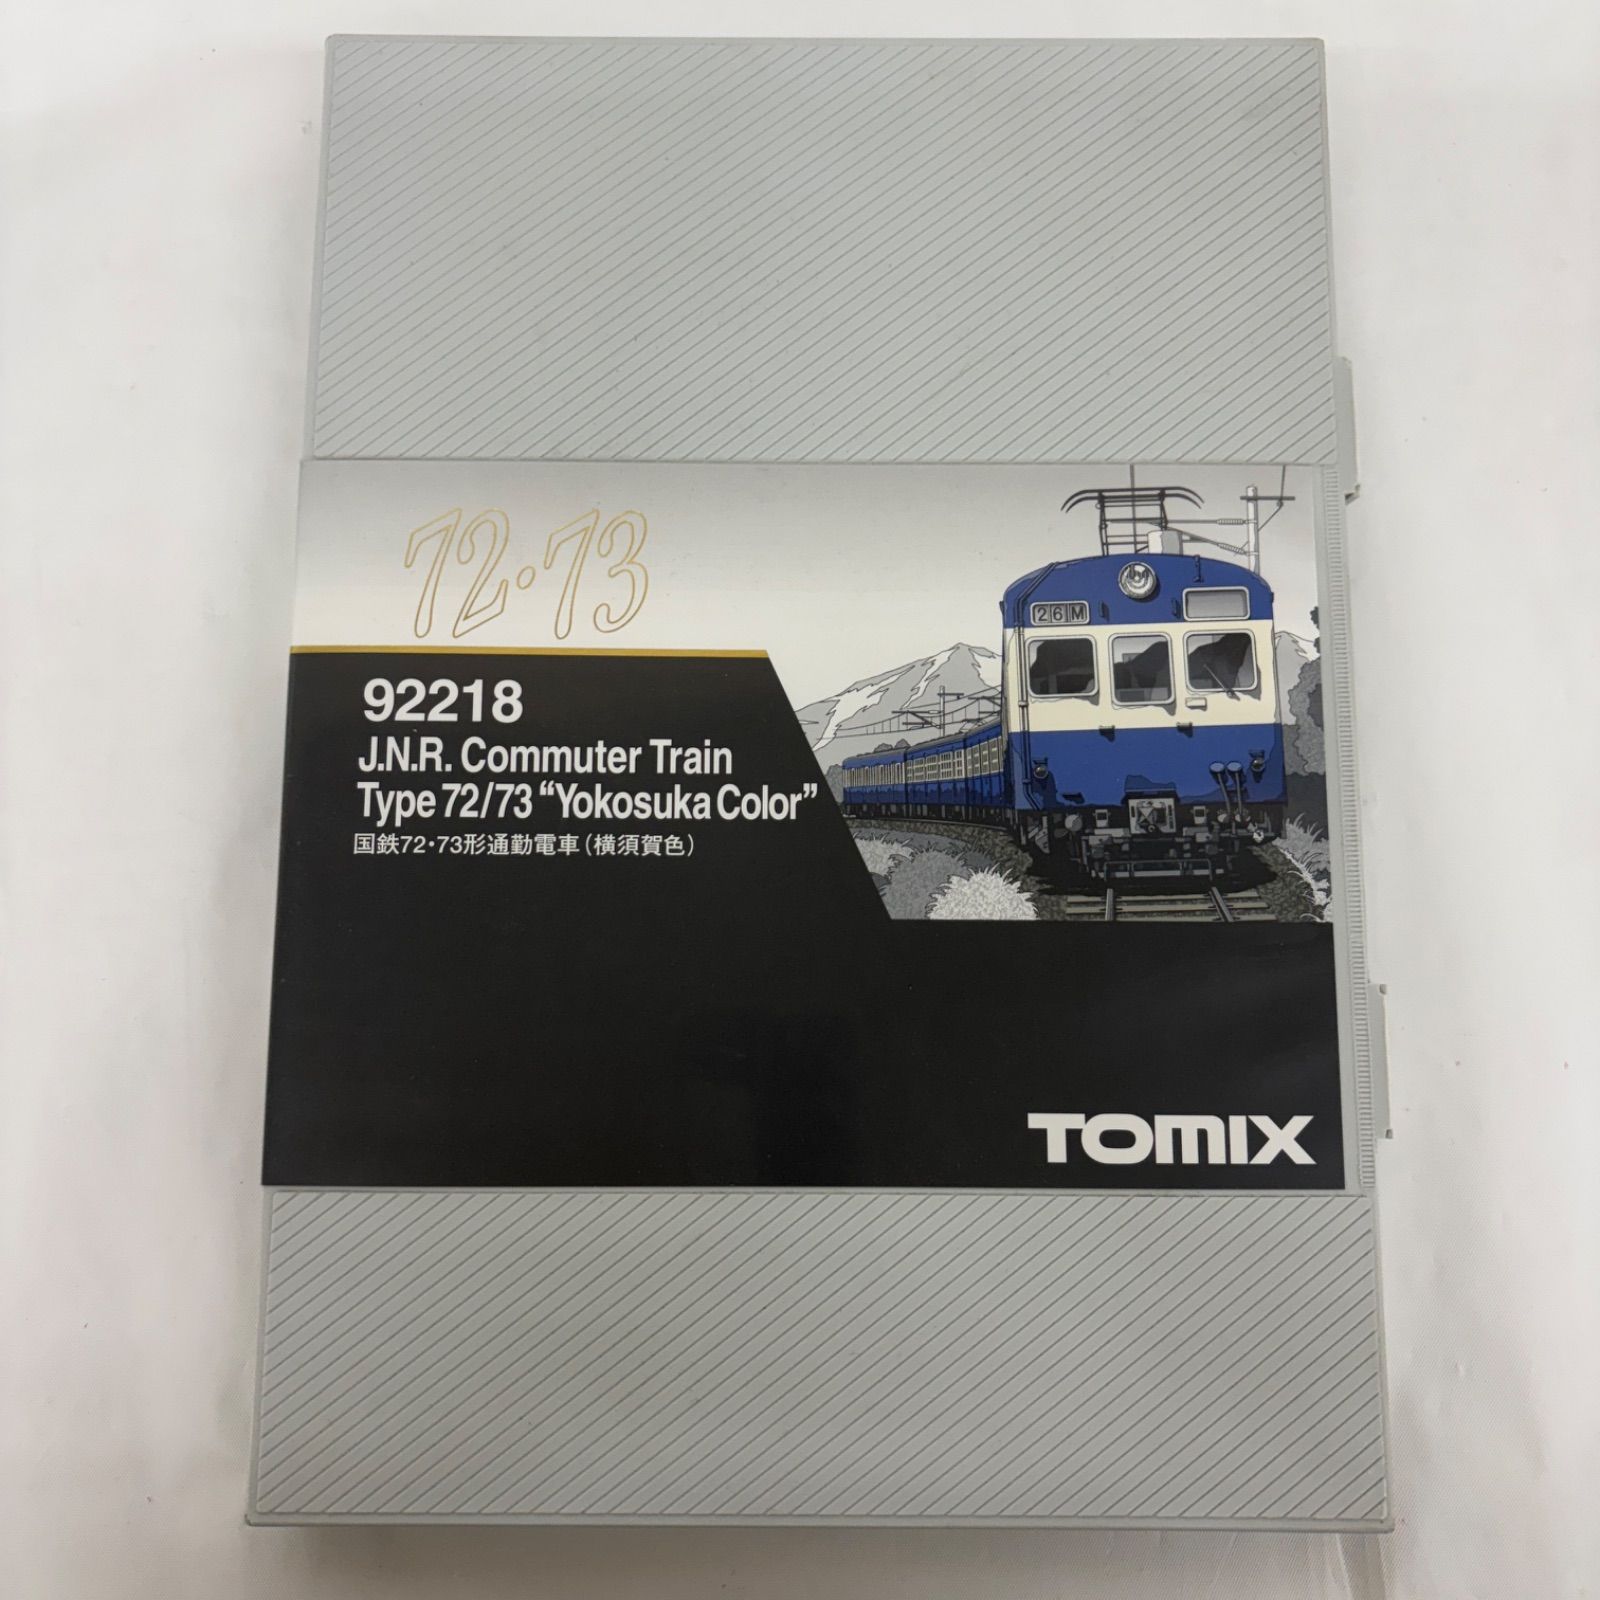 72・73
26M
92218
J.N.R. Commuter Train
Type 72/73 “Yokosuka Color”
国鉄72・73形通勤電車(横須賀色)
TOMIX